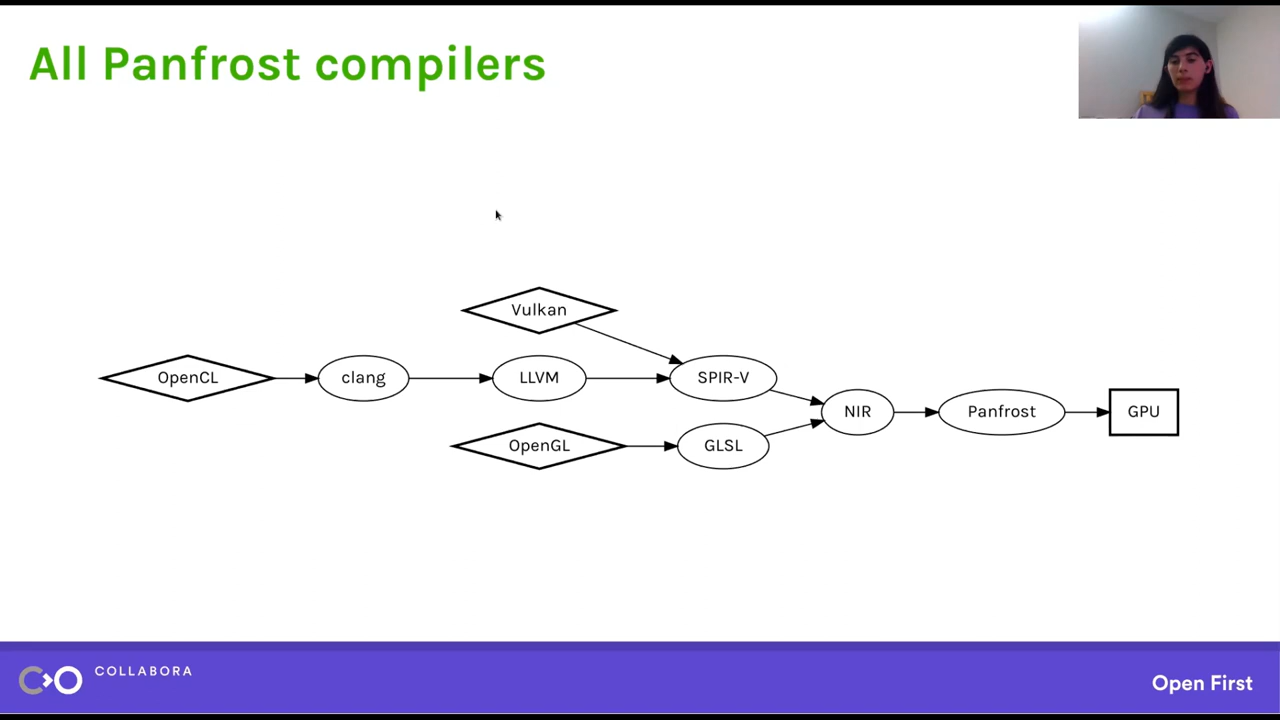 All Panfrost compilers
Vulkan
OpenCL
clang
LLVM
SPIR-V
NIR
Panfrost
GPU
OpenGL
GLSL
COLLABORA
Open First